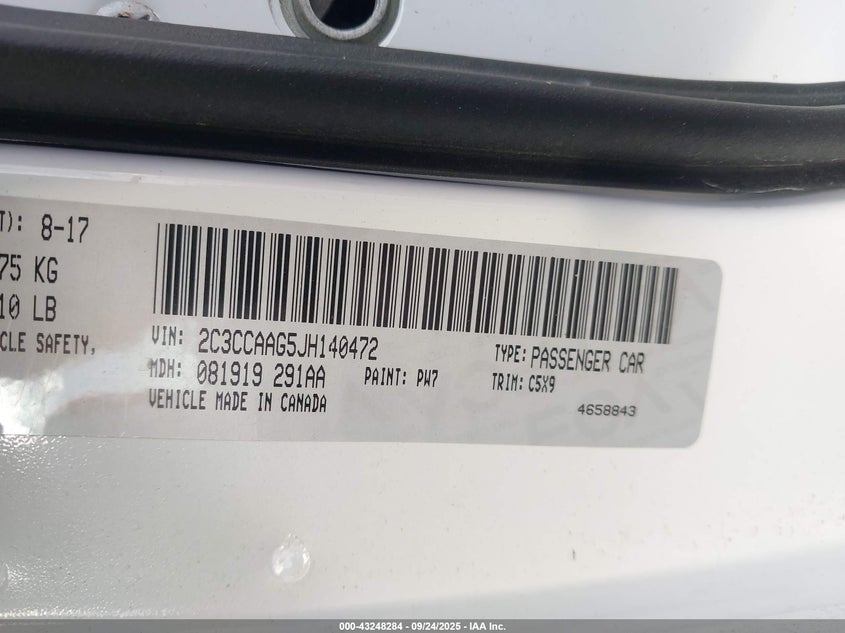 T): 8-17
75 KG
10 LB
CLE SAFETY,
VIN: 2C3CCAAG5JH140472
TYPE: PASSENGER CAR
MDH: 081919 291AA
PAINT: PW7
TRIM: C5X9
VEHICLE MADE IN CANADA
4658843
000-43248284 - 09/24/2025 - IAA Inc.